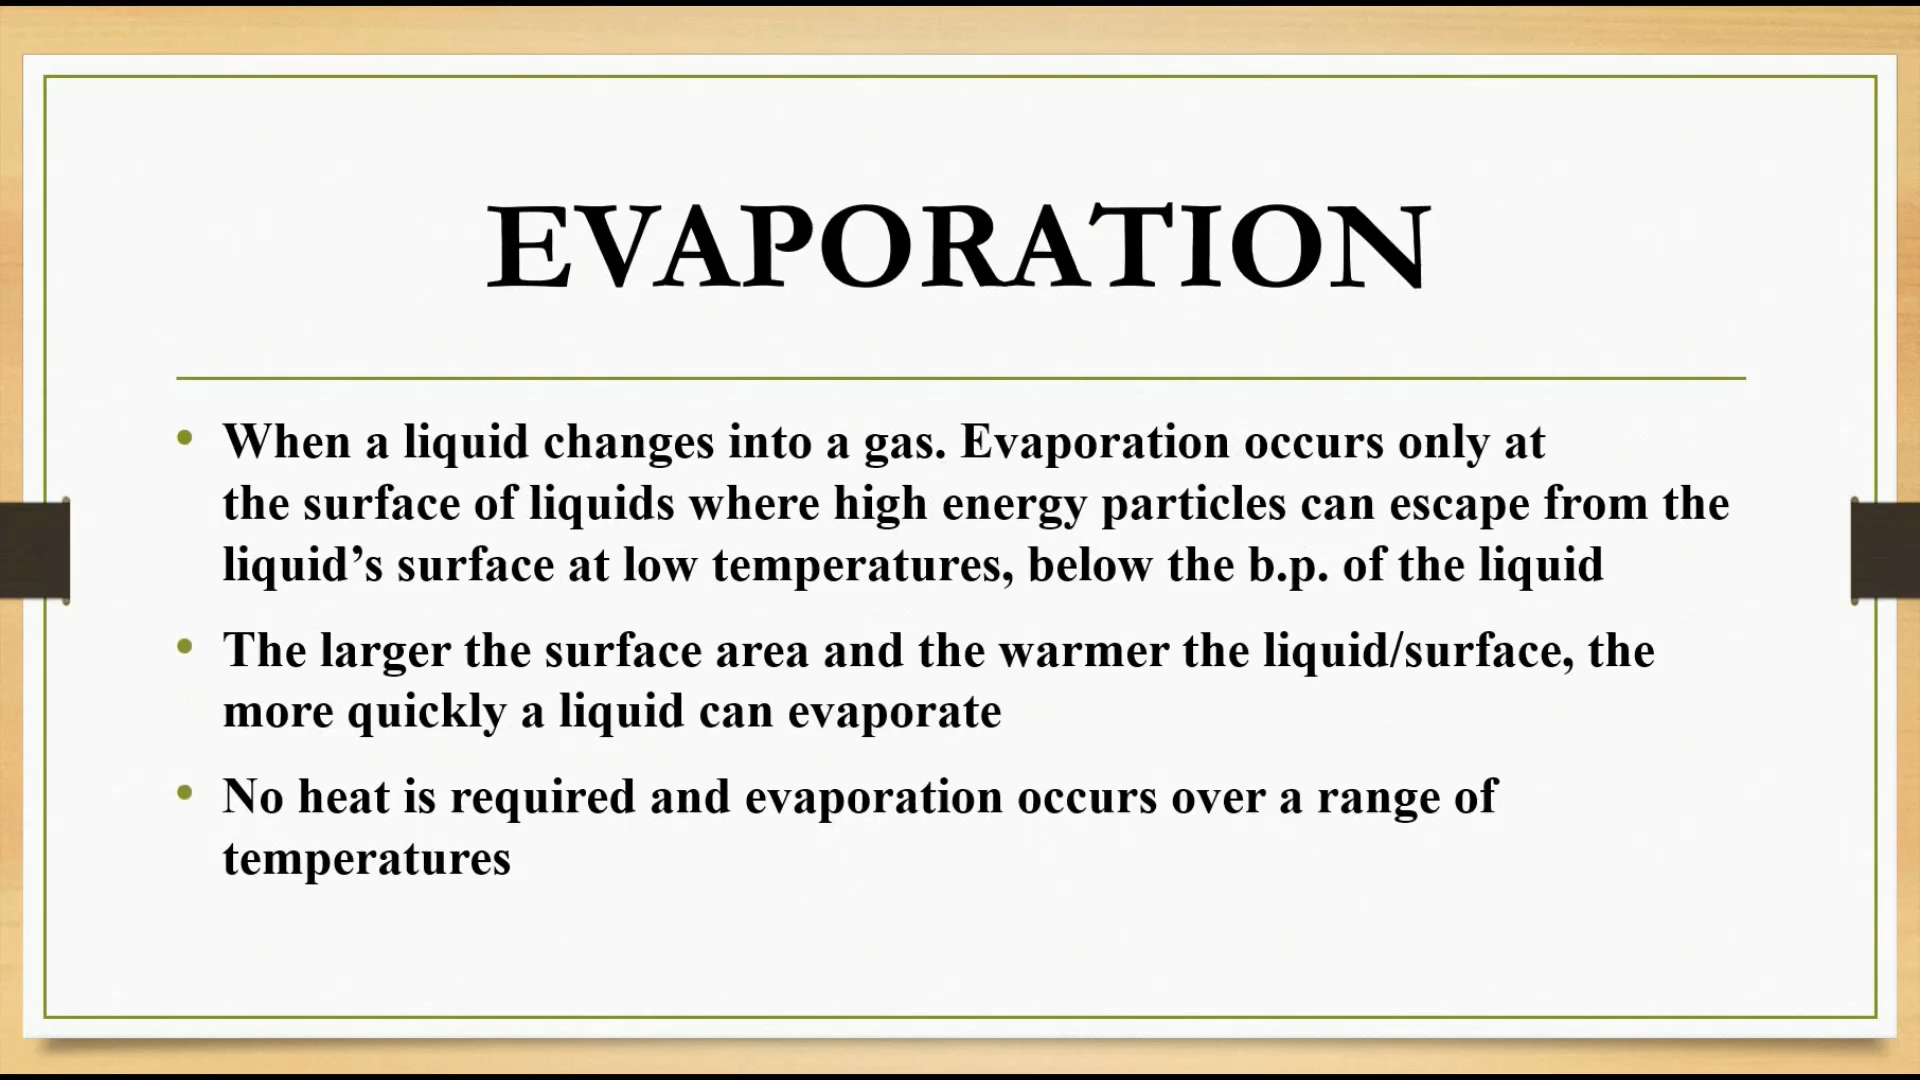 EVAPORATION
• When a liquid changes into a gas. Evaporation occurs only at
the surface of liquids where high energy particles can escape from the
liquid’s surface at low temperatures, below the b.p. of the liquid
• The larger the surface area and the warmer the liquid/surface, the
more quickly a liquid can evaporate
• No heat is required and evaporation occurs over a range of
temperatures